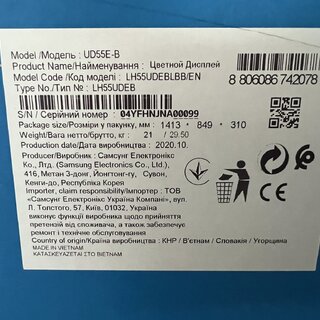 Model /Модель : UD55E-B
Product Name/Найменування : Цветной Дисплей
Model Code /Код моделі : LH55UDEBLBB/EN
Type No./Тип № : LH55UDEB
8 806086 742078
S/N / Серійний номер : 04YFHNJNA00099
Package size/Розміри у пакунку, мм : 1413 * 849 * 310
Weight/Вага нетто/брутто, кг : 21 / 29.50
Production date/Дата виробництва : 2020.10.
Producer/Виробник : Самсунг Електронікс
Ко., Лтд. (Samsung Electronics Co., Ltd.),
416, Метан 3-донг, Йонгтонг-гу, Сувон,
Кенгі-до, Республіка Корея
Importer, claim responsibility/Імпортер : ТОВ
«Самсунг Електронікс Україна Компані», вул.
Л. Толстого, 57, Київ, 01032, Україна
виконує функції виробника щодо прийняття
претензій від споживача, а також забезпечує
ремонт і технічне обслуговування.
Country of origin/Країна виробництва : КНР / В'єтнам / Словакія / Угорщина
MADE IN VIETNAM
ΚΑΤΑΣΚΕΥΑΖΕΤΑΙ ΣΤΟ ΒΙΕΤΝΑΜ